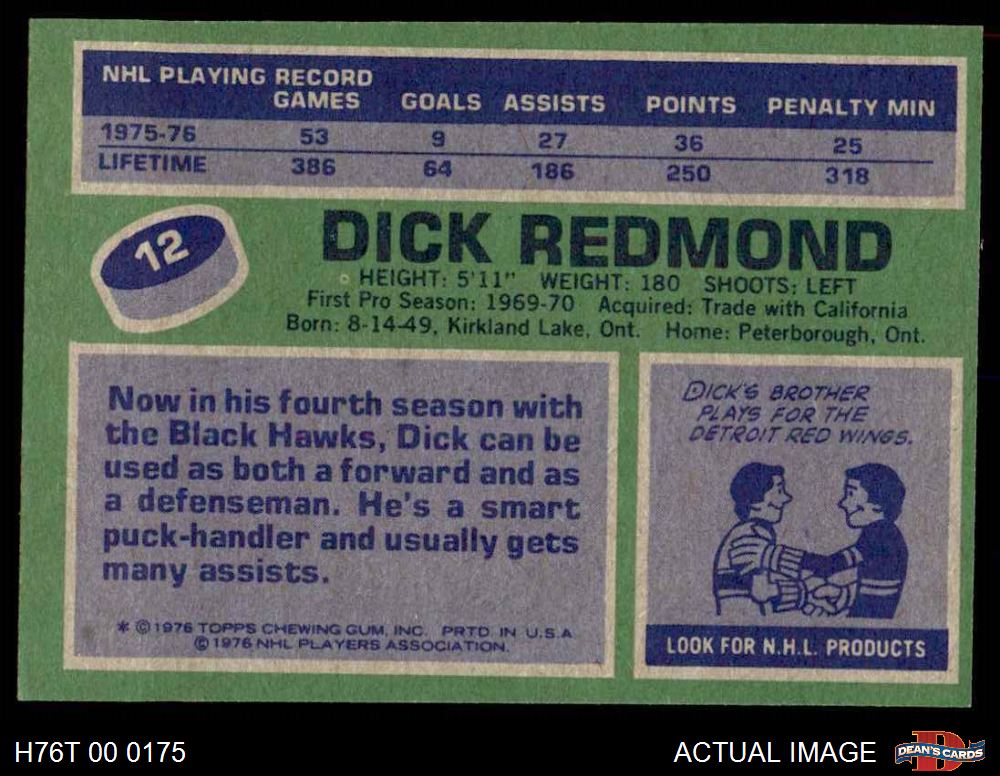 NHL PLAYING RECORD
GAMES GOALS ASSISTS POINTS PENALTY MIN
1975-76 53 9 27 36 25
LIFETIME 386 64 186 250 318
12
DICK REDMOND
HEIGHT: 5'11" WEIGHT: 180 SHOOTS: LEFT
First Pro Season: 1969-70 Acquired: Trade with California
Born: 8-14-49, Kirkland Lake, Ont. Home: Peterborough, Ont.
Now in his fourth season with
the Black Hawks, Dick can be
used as both a forward and as
a defenseman. He's a smart
puck-handler and usually gets
many assists.
* © 1976 TOPPS CHEWING GUM, INC. PRTD. IN U.S.A.
© 1976 NHL PLAYERS ASSOCIATION.
DICK'S BROTHER
PLAYS FOR THE
DETROIT RED WINGS.
LOOK FOR N.H.L. PRODUCTS
H76T 00 0175
ACTUAL IMAGE
D
DEAN'S CARDS